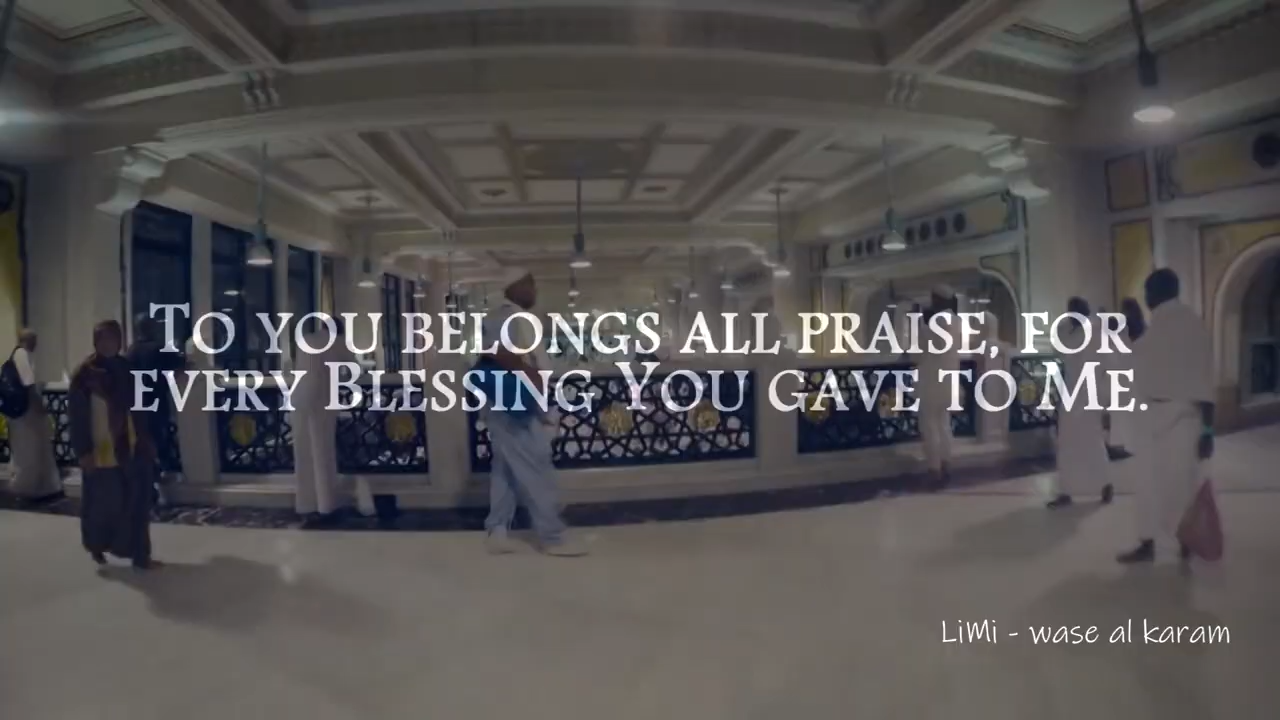 To you belongs all praise, for
every Blessing You gave to Me.
LiMi - wase al karam